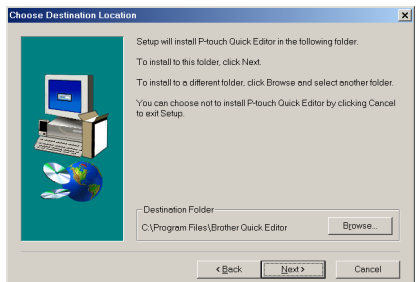 Choose Destination Location
Setup will install P-touch Quick Editor in the following folder.
To install to this folder, click Next.
To install to a different folder, click Browse and select another folder.
You can choose not to install P-touch Quick Editor by clicking Cancel
to exit Setup.
Destination Folder
C:\Program Files\Brother Quick Editor
Browse...
< Back
Next >
Cancel